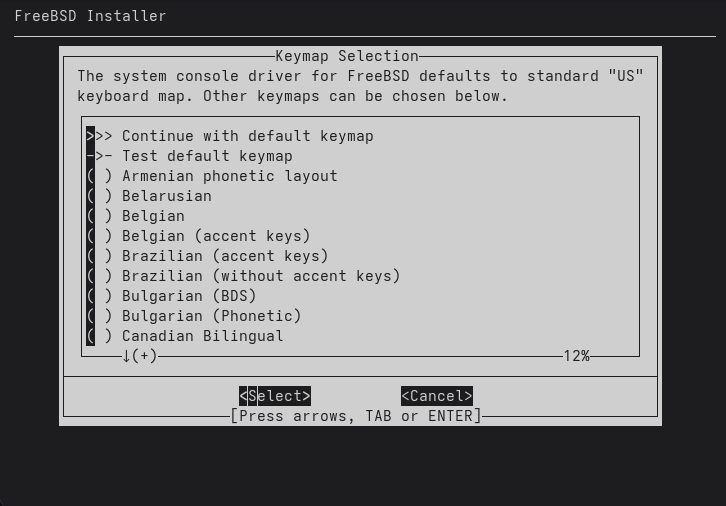 FreeBSD Installer
Keymap Selection
The system console driver for FreeBSD defaults to standard "US"
keyboard map. Other keymaps can be chosen below.
>>> Continue with default keymap
->- Test default keymap
( ) Armenian phonetic layout
( ) Belarusian
( ) Belgian
( ) Belgian (accent keys)
( ) Brazilian (accent keys)
( ) Brazilian (without accent keys)
( ) Bulgarian (BDS)
( ) Bulgarian (Phonetic)
( ) Canadian Bilingual
↓(+) 12%
<Select> <Cancel>
[Press arrows, TAB or ENTER]